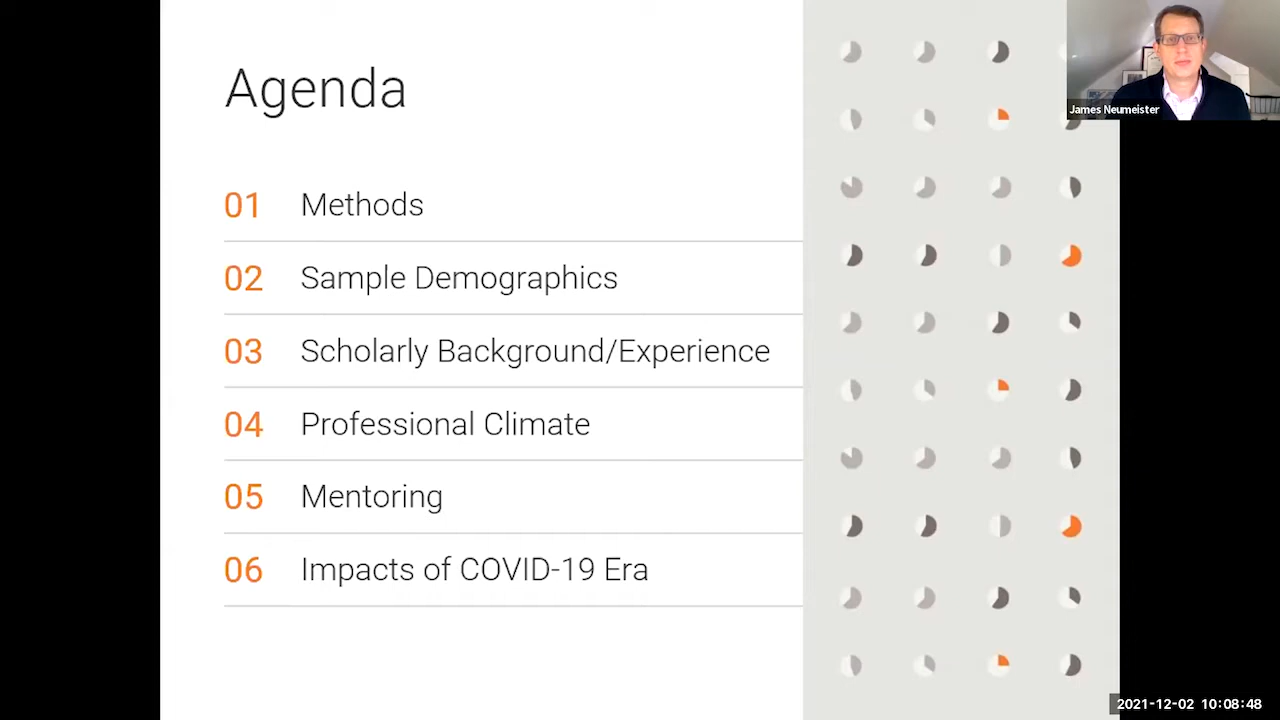 Agenda
01 Methods
02 Sample Demographics
03 Scholarly Background/Experience
04 Professional Climate
05 Mentoring
06 Impacts of COVID-19 Era
James Neumeister
2021-12-02 10:08:48